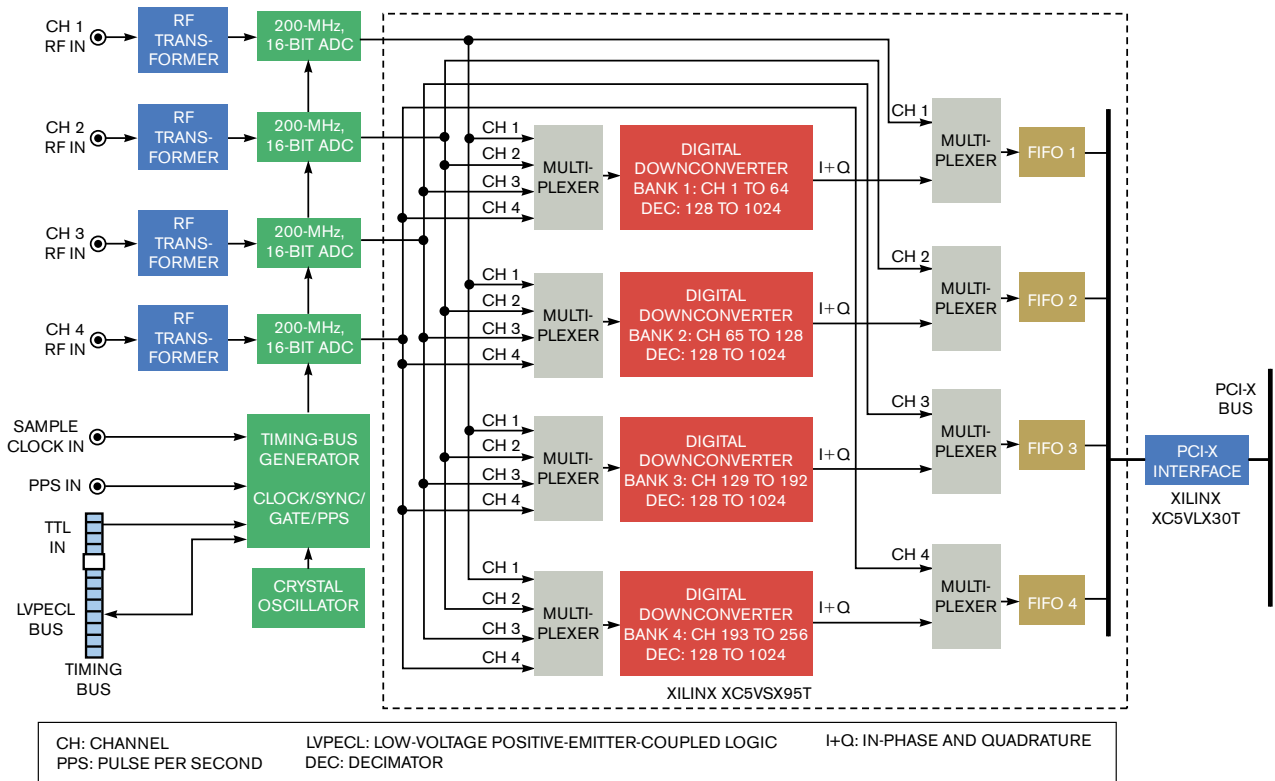 CH 1
RF IN
RF
TRANS-
FORMER
200-MHz,
16-BIT ADC
CH 2
RF IN
RF
TRANS-
FORMER
200-MHz,
16-BIT ADC
CH 3
RF IN
RF
TRANS-
FORMER
200-MHz,
16-BIT ADC
CH 4
RF IN
RF
TRANS-
FORMER
200-MHz,
16-BIT ADC
SAMPLE
CLOCK IN
PPS IN
TTL
IN
LVPECL
BUS
TIMING
BUS
TIMING-BUS
GENERATOR
CLOCK/SYNC/
GATE/PPS
CRYSTAL
OSCILLATOR
CH 1
CH 2
CH 3
CH 4
MULTI-
PLEXER
DIGITAL
DOWNCONVERTER
BANK 1: CH 1 TO 64
DEC: 128 TO 1024
I+Q
CH 1
MULTI-
PLEXER
FIFO 1
CH 1
CH 2
CH 3
CH 4
MULTI-
PLEXER
DIGITAL
DOWNCONVERTER
BANK 2: CH 65 TO 128
DEC: 128 TO 1024
I+Q
CH 2
MULTI-
PLEXER
FIFO 2
CH 1
CH 2
CH 3
CH 4
MULTI-
PLEXER
DIGITAL
DOWNCONVERTER
BANK 3: CH 129 TO 192
DEC: 128 TO 1024
I+Q
CH 3
MULTI-
PLEXER
FIFO 3
CH 1
CH 2
CH 3
CH 4
MULTI-
PLEXER
DIGITAL
DOWNCONVERTER
BANK 4: CH 193 TO 256
DEC: 128 TO 1024
I+Q
CH 4
MULTI-
PLEXER
FIFO 4
XILINX XC5VSX95T
PCI-X
INTERFACE
XILINX
XC5VLX30T
PCI-X
BUS
CH: CHANNEL
PPS: PULSE PER SECOND
LVPECL: LOW-VOLTAGE POSITIVE-EMITTER-COUPLED LOGIC
DEC: DECIMATOR
I+Q: IN-PHASE AND QUADRATURE